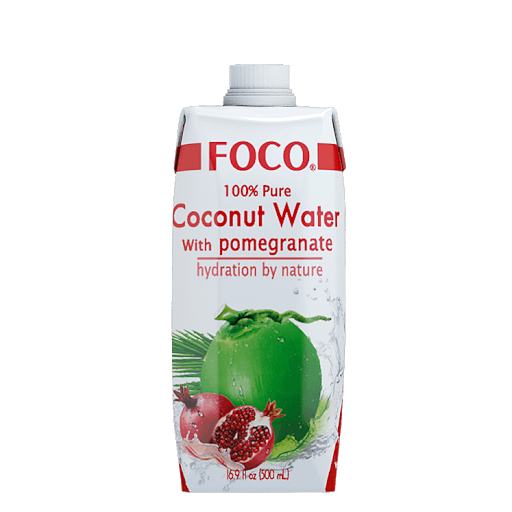 FOCO®
100% Pure
Coconut Water
With pomegranate
hydration by nature
16.9 fl oz (500 mL)